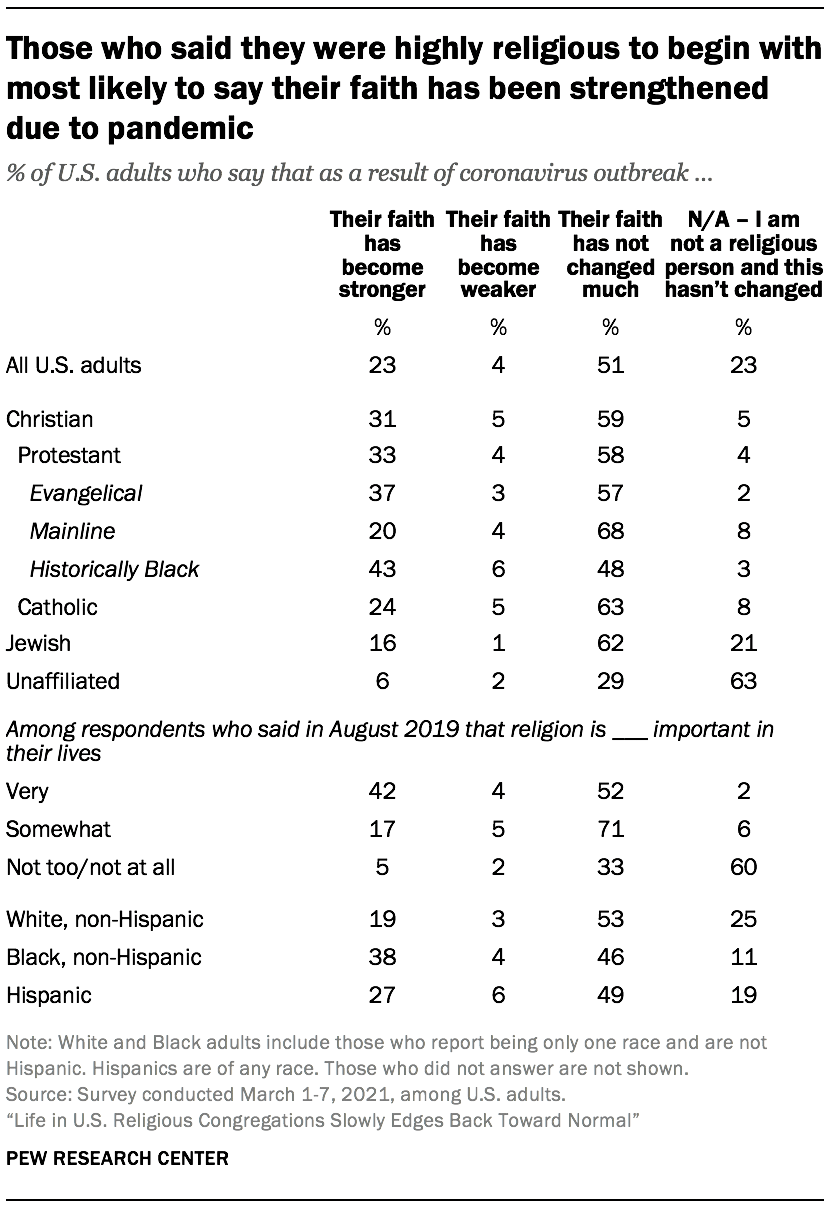 Those who said they were highly religious to begin with
most likely to say their faith has been strengthened
due to pandemic
% of U.S. adults who say that as a result of coronavirus outbreak ...
Their faith has become stronger Their faith has become weaker Their faith has not changed much N/A – I am not a religious person and this hasn't changed
% % % %
All U.S. adults 23 4 51 23
Christian 31 5 59 5
Protestant 33 4 58 4
Evangelical 37 3 57 2
Mainline 20 4 68 8
Historically Black 43 6 48 3
Catholic 24 5 63 8
Jewish 16 1 62 21
Unaffiliated 6 2 29 63
Among respondents who said in August 2019 that religion is ___ important in
their lives
Very 42 4 52 2
Somewhat 17 5 71 6
Not too/not at all 5 2 33 60
White, non-Hispanic 19 3 53 25
Black, non-Hispanic 38 4 46 11
Hispanic 27 6 49 19
Note: White and Black adults include those who report being only one race and are not
Hispanic. Hispanics are of any race. Those who did not answer are not shown.
Source: Survey conducted March 1-7, 2021, among U.S. adults.
“Life in U.S. Religious Congregations Slowly Edges Back Toward Normal”
PEW RESEARCH CENTER